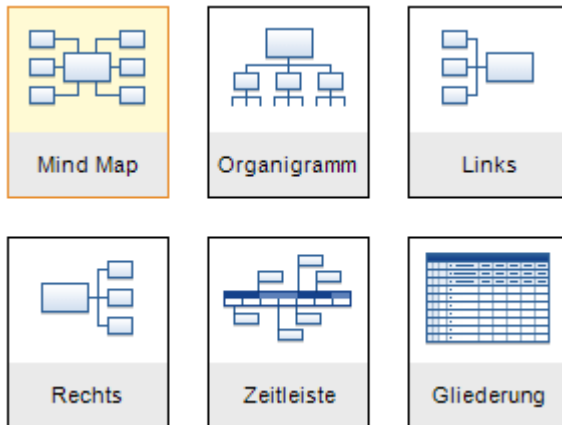 Mind Map
Organigramm
Links
Rechts
Zeitleiste
Gliederung